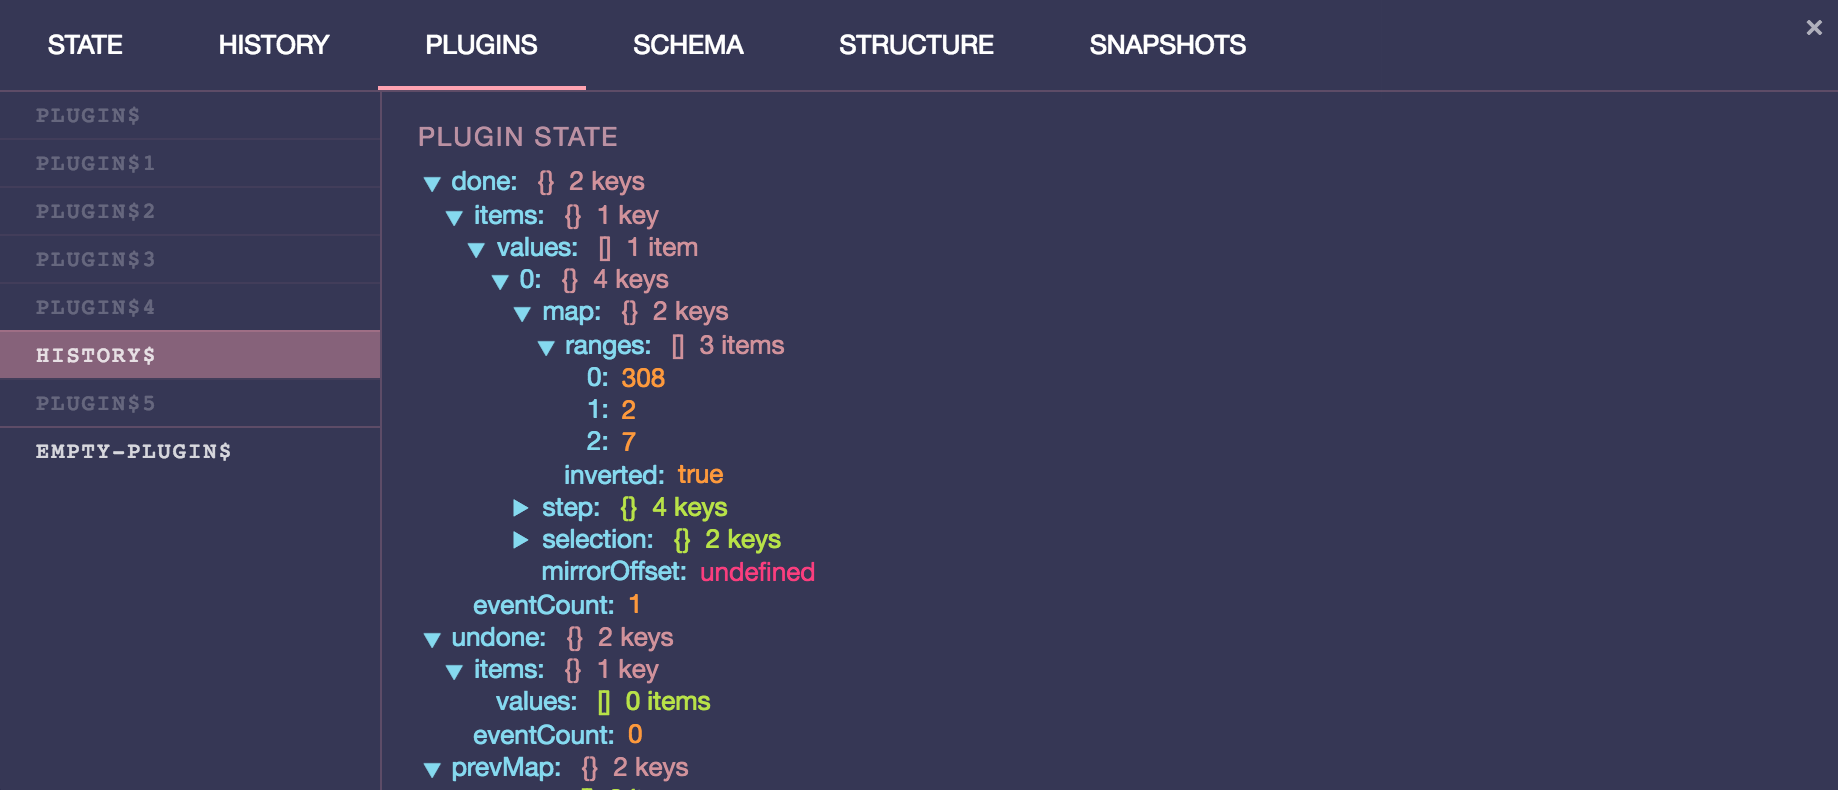 STATE HISTORY PLUGINS SCHEMA STRUCTURE SNAPSHOTS ×
PLUGIN$
PLUGIN$1
PLUGIN$2
PLUGIN$3
PLUGIN$4
HISTORY$
PLUGIN$5
EMPTY-PLUGIN$
PLUGIN STATE
▼ done: {} 2 keys
▼ items: {} 1 key
▼ values: [] 1 item
▼ 0: {} 4 keys
▼ map: {} 2 keys
▼ ranges: [] 3 items
0: 308
1: 2
2: 7
inverted: true
▶ step: {} 4 keys
▶ selection: {} 2 keys
mirrorOffset: undefined
eventCount: 1
▼ undone: {} 2 keys
▼ items: {} 1 key
values: [] 0 items
eventCount: 0
▼ prevMap: {} 2 keys